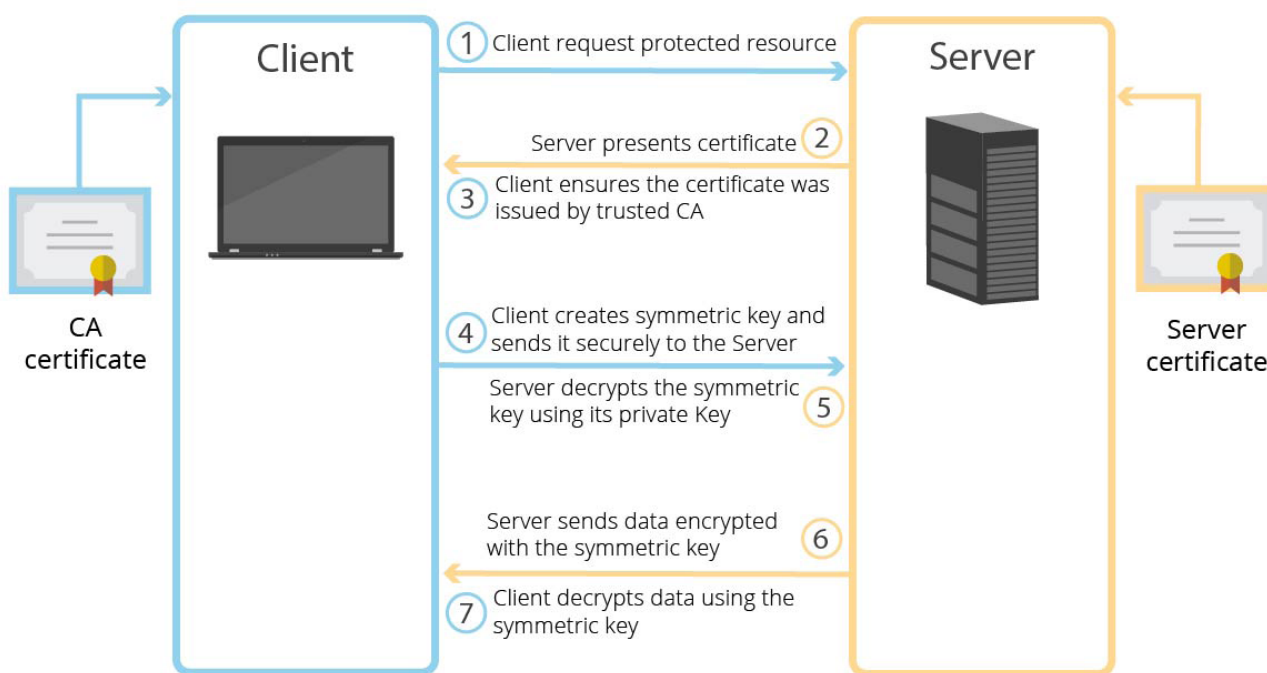 Client
Server
1
Client request protected resource
Server presents certificate
2
3
Client ensures the certificate was
issued by trusted CA
CA
certificate
Server
certificate
4
Client creates symmetric key and
sends it securely to the Server
Server decrypts the symmetric
key using its private Key
5
Server sends data encrypted
with the symmetric key
6
7
Client decrypts data using the
symmetric key